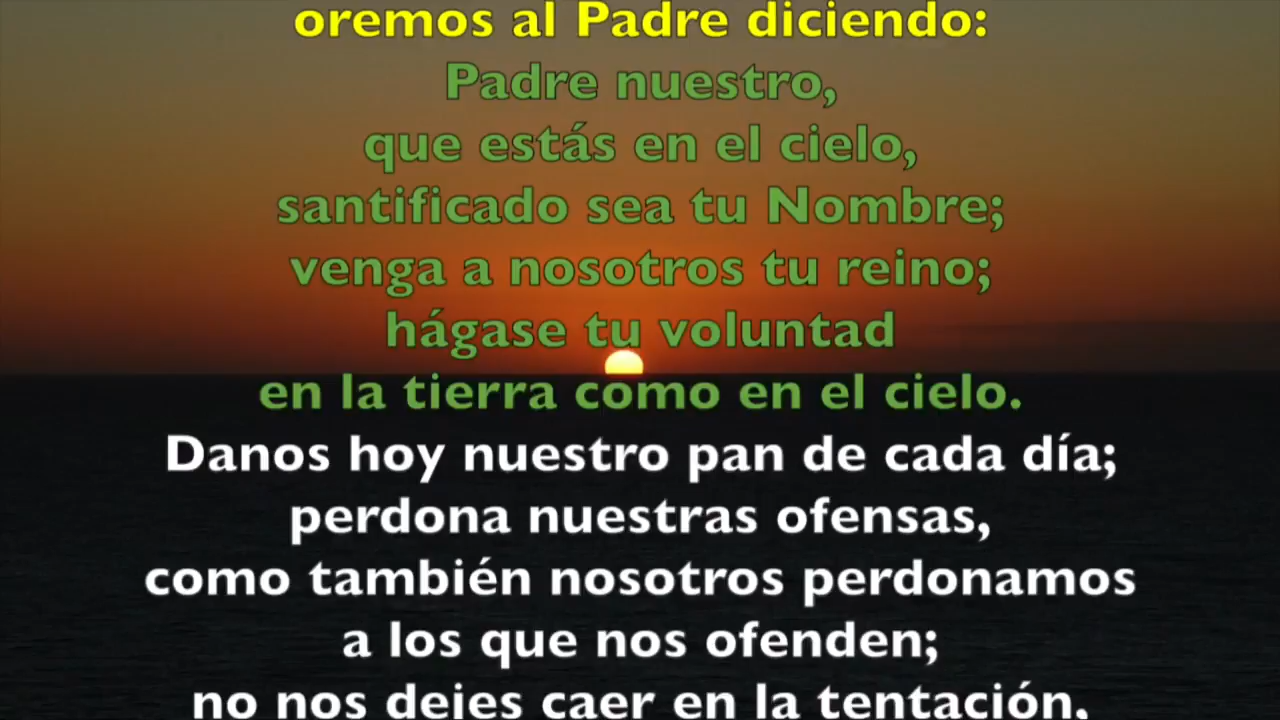 oremos al Padre diciendo:
Padre nuestro,
que estás en el cielo,
santificado sea tu Nombre;
venga a nosotros tu reino;
hágase tu voluntad
en la tierra como en el cielo.
Danos hoy nuestro pan de cada día;
perdona nuestras ofensas,
como también nosotros perdonamos
a los que nos ofenden;
no nos dejes caer en la tentación,